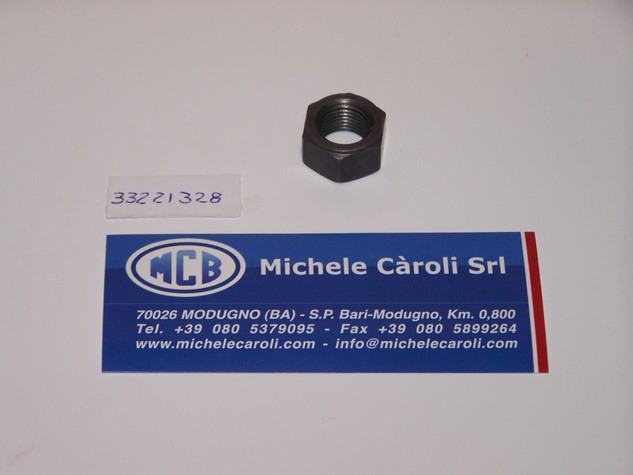 33221328
MCB
Michele Càroli Srl
70026 MODUGNO (BA) - S.P. Bari-Modugno, Km. 0,800
Tel. +39 080 5379095 - Fax +39 080 5899264
www.michelecaroli.com - info@michelecaroli.com